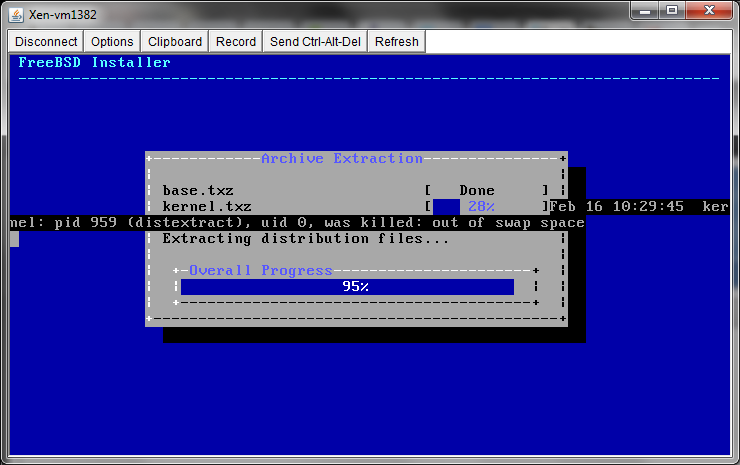 Xen-vm1382
Disconnect Options Clipboard Record Send Ctrl-Alt-Del Refresh
FreeBSD Installer
Archive Extraction
base.txz [ Done ]
kernel.txz [ 28% ]Feb 16 10:29:45 ker
nel: pid 959 (distextract), uid 0, was killed: out of swap space
Extracting distribution files...
Overall Progress
95%